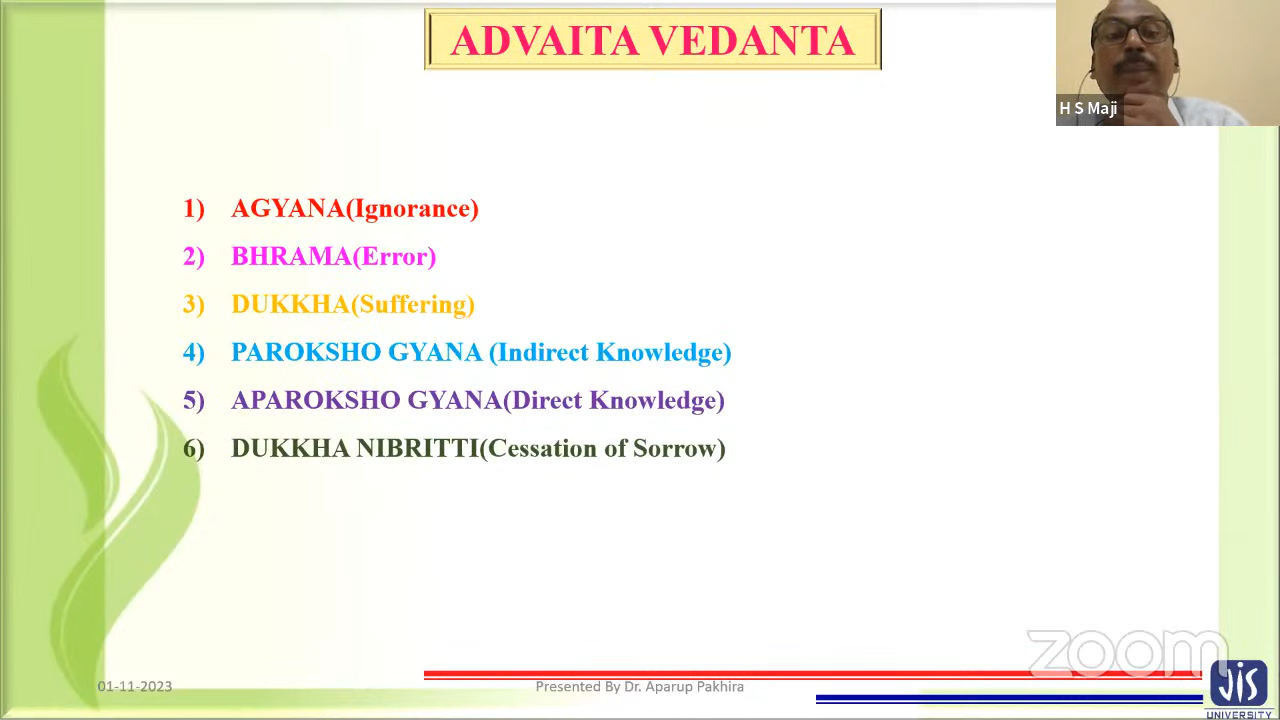 ADVAITA VEDANTA
H S Maji
1) AGYANA(Ignorance)
2) BHRAMA(Error)
3) DUKKHA(Suffering)
4) PAROKSHO GYANA (Indirect Knowledge)
5) APAROKSHO GYANA(Direct Knowledge)
6) DUKKHA NIBRITTI(Cessation of Sorrow)
zoom
01-11-2023
Presented By Dr. Aparup Pakhira
JIS
UNIVERSITY